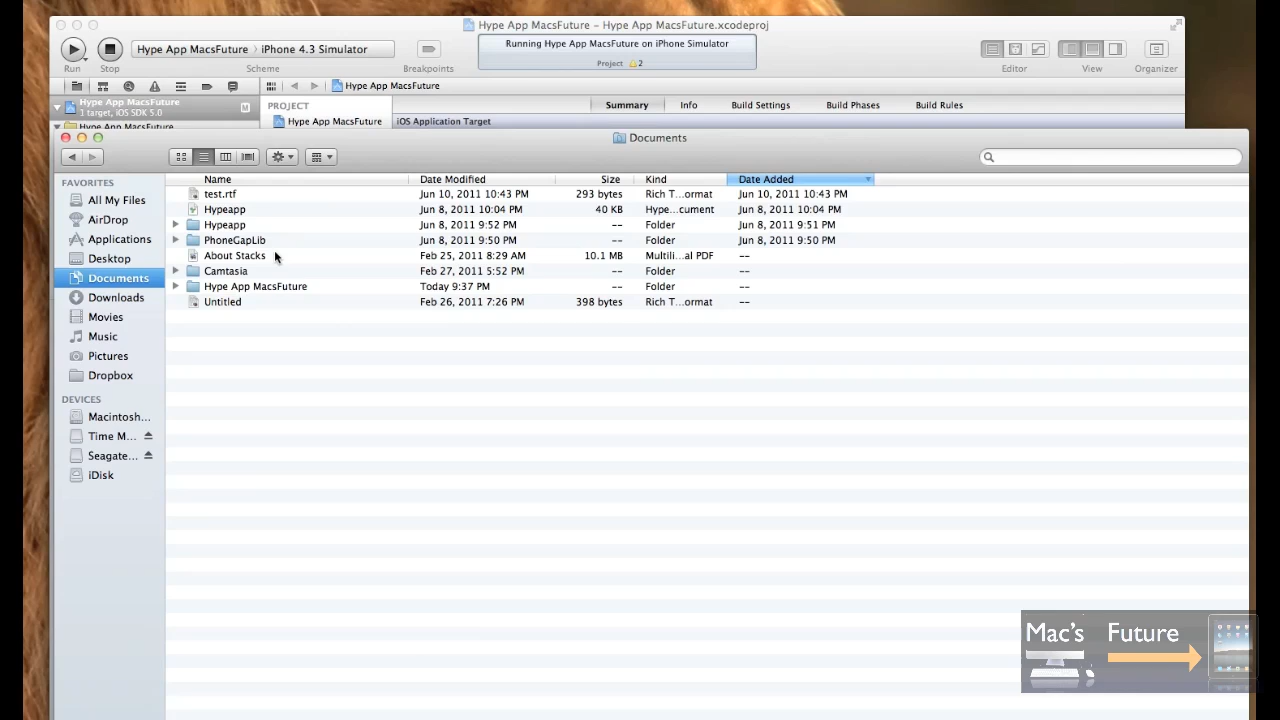 Hype App MacsFuture – Hype App MacsFuture.xcodeproj
Hype App MacsFuture 〉 iPhone 4.3 Simulator
Running Hype App MacsFuture on iPhone Simulator
Project 2
Run Stop Scheme Breakpoints Editor View Organizer
Hype App MacsFuture
Hype App MacsFuture M
1 target, iOS SDK 5.0
Hype App MacsFuture
PROJECT
Hype App MacsFuture
Summary Info Build Settings Build Phases Build Rules
iOS Application Target
Documents
FAVORITES
All My Files
AirDrop
Applications
Desktop
Documents
Downloads
Movies
Music
Pictures
Dropbox
DEVICES
Macintosh...
Time M...
Seagate...
iDisk
Name Date Modified Size Kind Date Added
test.rtf Jun 10, 2011 10:43 PM 293 bytes Rich T...ormat Jun 10, 2011 10:43 PM
Hypeapp Jun 8, 2011 10:04 PM 40 KB Hype...cument Jun 8, 2011 10:04 PM
Hypeapp Jun 8, 2011 9:52 PM -- Folder Jun 8, 2011 9:51 PM
PhoneGapLib Jun 8, 2011 9:50 PM -- Folder Jun 8, 2011 9:50 PM
About Stacks Feb 25, 2011 8:29 AM 10.1 MB Multili...al PDF --
Camtasia Feb 27, 2011 5:52 PM -- Folder --
Hype App MacsFuture Today 9:37 PM -- Folder --
Untitled Feb 26, 2011 7:26 PM 398 bytes Rich T...ormat --
Mac's Future